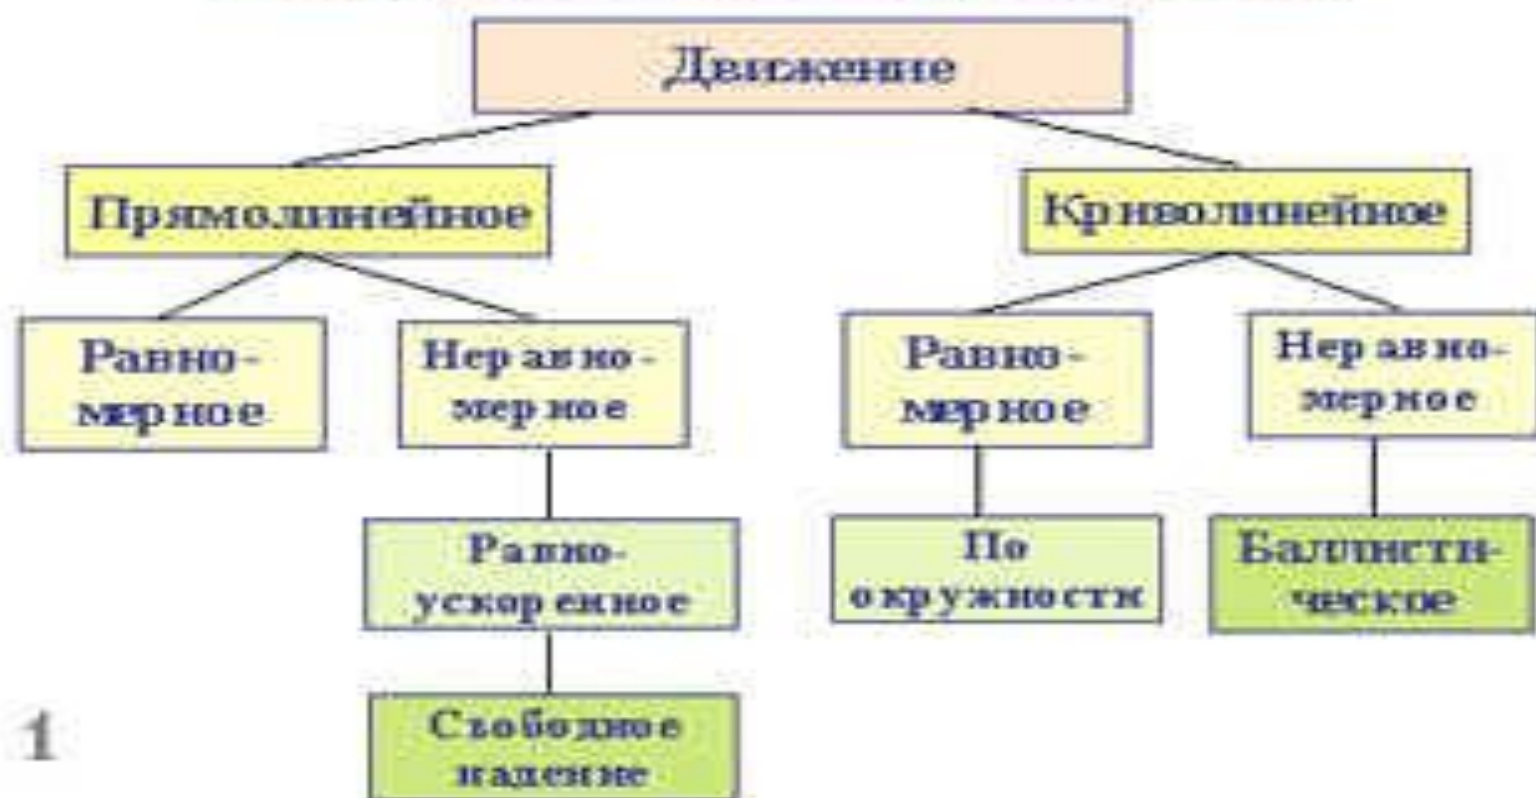 Движение
Прямолинейное
Криволинейное
Равно-
мерное
Неравно-
мерное
Равно-
мерное
Неравно-
мерное
Равно-
ускоренное
По
окружности
Баллисти-
ческое
Свободное
падение
1